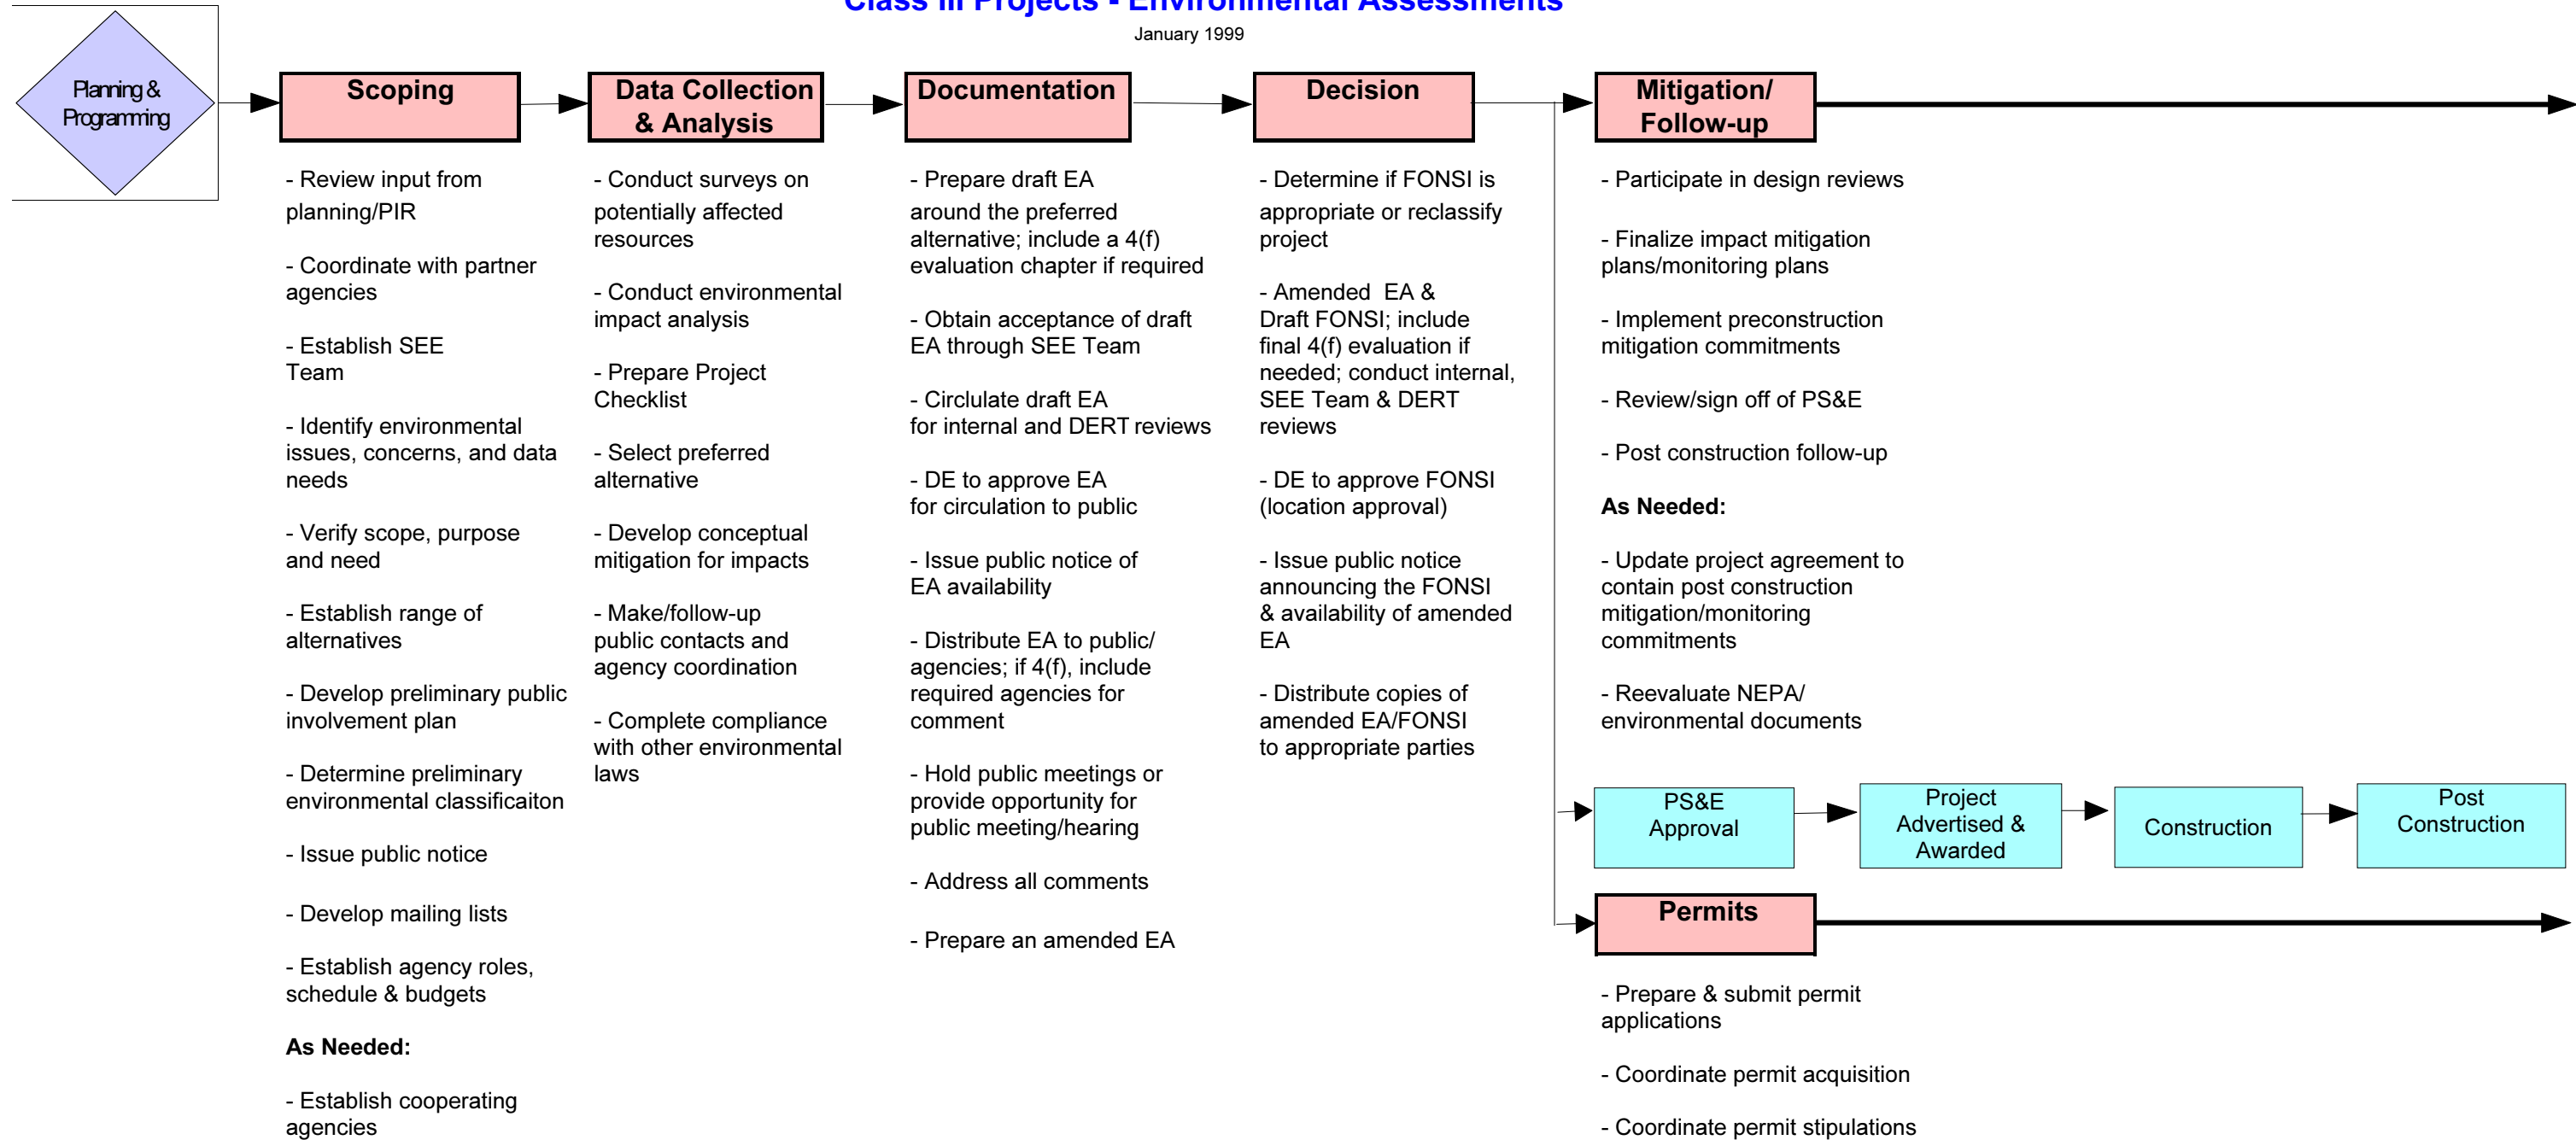 Class III Projects - Environmental Assessments
January 1999
Planning &
Programming
Scoping
- Review input from
planning/PIR
- Coordinate with partner
agencies
- Establish SEE
Team
- Identify environmental
issues, concerns, and data
needs
- Verify scope, purpose
and need
- Establish range of
alternatives
- Develop preliminary public
involvement plan
- Determine preliminary
environmental classificaiton
- Issue public notice
- Develop mailing lists
- Establish agency roles,
schedule & budgets
As Needed:
- Establish cooperating
agencies
Data Collection
& Analysis
- Conduct surveys on
potentially affected
resources
- Conduct environmental
impact analysis
- Prepare Project
Checklist
- Select preferred
alternative
- Develop conceptual
mitigation for impacts
- Make/follow-up
public contacts and
agency coordination
- Complete compliance
with other environmental
laws
Documentation
- Prepare draft EA
around the preferred
alternative; include a 4(f)
evaluation chapter if required
- Obtain acceptance of draft
EA through SEE Team
- Circlulate draft EA
for internal and DERT reviews
- DE to approve EA
for circulation to public
- Issue public notice of
EA availability
- Distribute EA to public/
agencies; if 4(f), include
required agencies for
comment
- Hold public meetings or
provide opportunity for
public meeting/hearing
- Address all comments
- Prepare an amended EA
Decision
- Determine if FONSI is
appropriate or reclassify
project
- Amended  EA &
Draft FONSI; include
final 4(f) evaluation if
needed; conduct internal,
SEE Team & DERT
reviews
- DE to approve FONSI
(location approval)
- Issue public notice
announcing the FONSI
& availability of amended
EA
- Distribute copies of
amended EA/FONSI
to appropriate parties
Mitigation/
Follow-up
- Participate in design reviews
- Finalize impact mitigation
plans/monitoring plans
- Implement preconstruction
mitigation commitments
- Review/sign off of PS&E
- Post construction follow-up
As Needed:
- Update project agreement to
contain post construction
mitigation/monitoring
commitments
- Reevaluate NEPA/
environmental documents
PS&E
Approval
Project
Advertised &
Awarded
Construction
Post
Construction
Permits
- Prepare & submit permit
applications
- Coordinate permit acquisition
- Coordinate permit stipulations